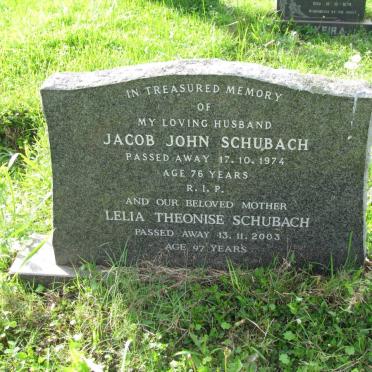 IN TREASURED MEMORY
OF
MY LOVING HUSBAND
JACOB JOHN SCHUBACH
PASSED AWAY 17. 10. 1974
AGE 76 YEARS
R. I. P.
AND OUR BELOVED MOTHER
LELIA THEONISE SCHUBACH
PASSED AWAY 13. 11. 2003
AGE 97 YEARS